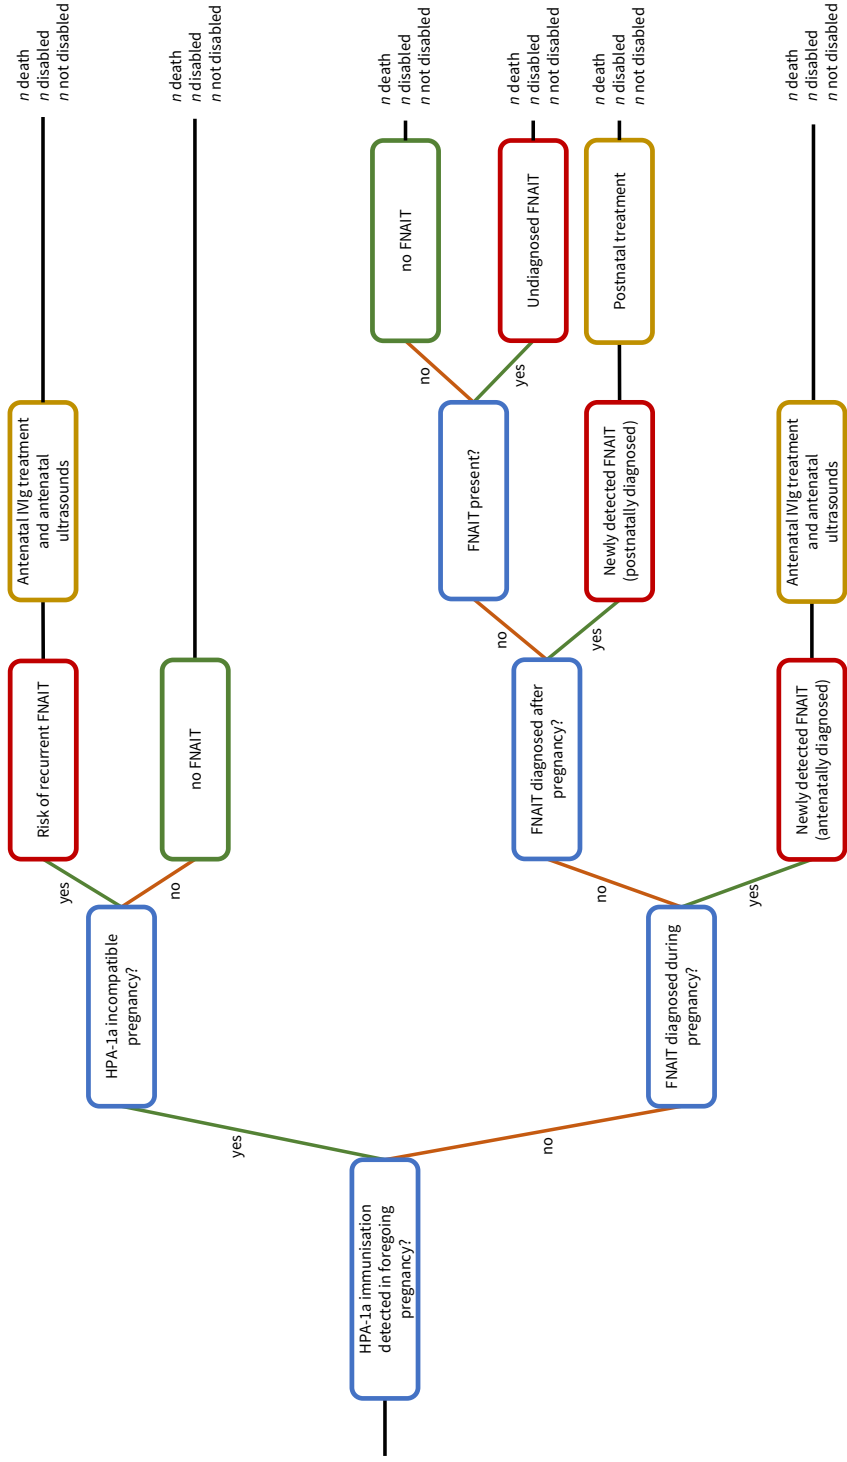 HPA-1a immunisation
detected in foregoing
pregnancy?
yes
no
HPA-1a incompatible
pregnancy?
yes
no
Risk of recurrent FNAIT
Antenatal IVIg treatment
and antenatal
ultrasounds
n death
n disabled
n not disabled
no FNAIT
n death
n disabled
n not disabled
FNAIT diagnosed during
pregnancy?
no
yes
FNAIT diagnosed after
pregnancy?
no
yes
FNAIT present?
no
yes
no FNAIT
n death
n disabled
n not disabled
Undiagnosed FNAIT
n death
n disabled
n not disabled
Newly detected FNAIT
(postnatally diagnosed)
Postnatal treatment
n death
n disabled
n not disabled
Newly detected FNAIT
(antenatally diagnosed)
Antenatal IVIg treatment
and antenatal
ultrasounds
n death
n disabled
n not disabled